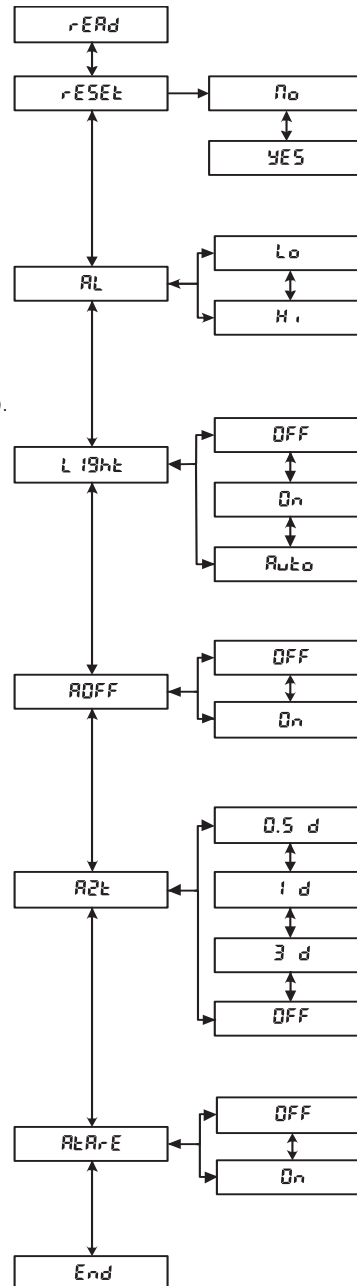 rEAd
rESEt
No
YES
AL
Lo
Hi
LIght
OFF
On
Auto
AOFF
OFF
On
AZt
0.5 d
1 d
3 d
OFF
AtArE
OFF
On
End